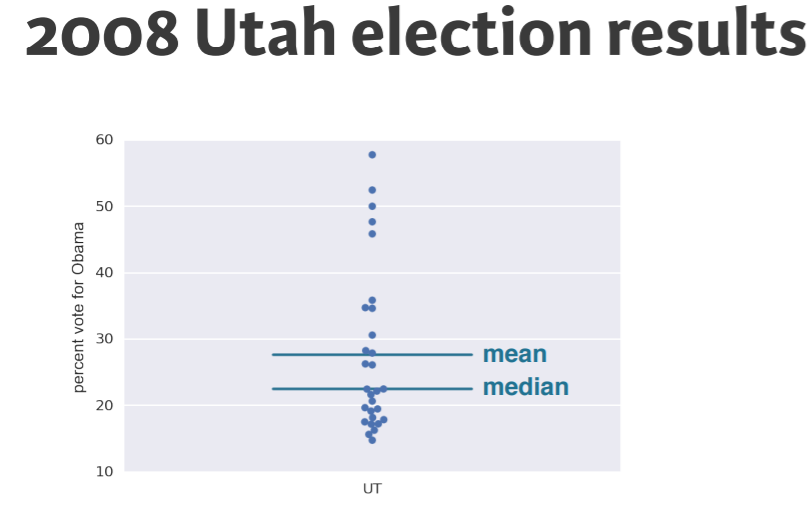 2008 Utah election results
60
50
40
30
20
10
percent vote for Obama
mean
median
UT